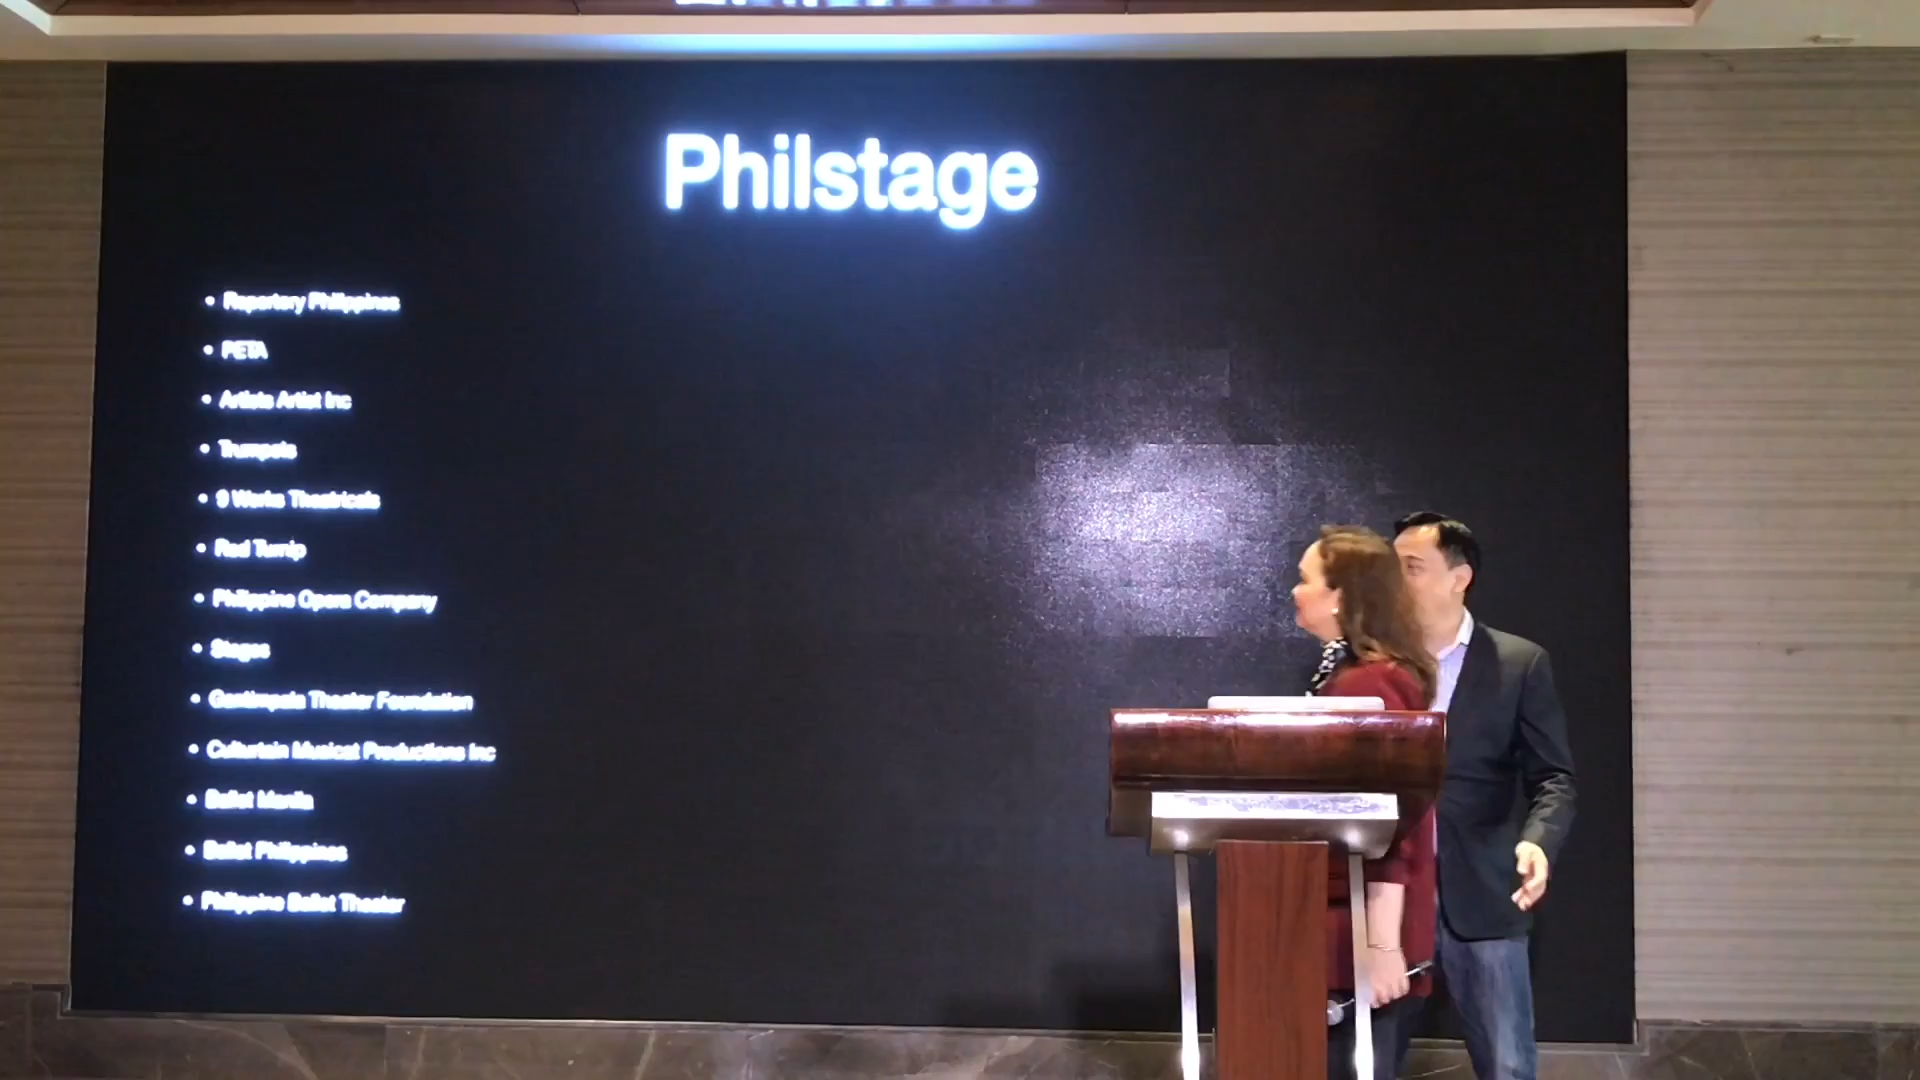 Philstage
• Repertory Philippines
• PETA
• Artists Artist Inc
• Trumpets
• 9 Works Theatricals
• Red Turnip
• Philippine Opera Company
• Stages
• Gantimpala Theater Foundation
• Culturtain Musicat Productions Inc
• Ballet Manila
• Ballet Philippines
• Philippine Ballet Theater